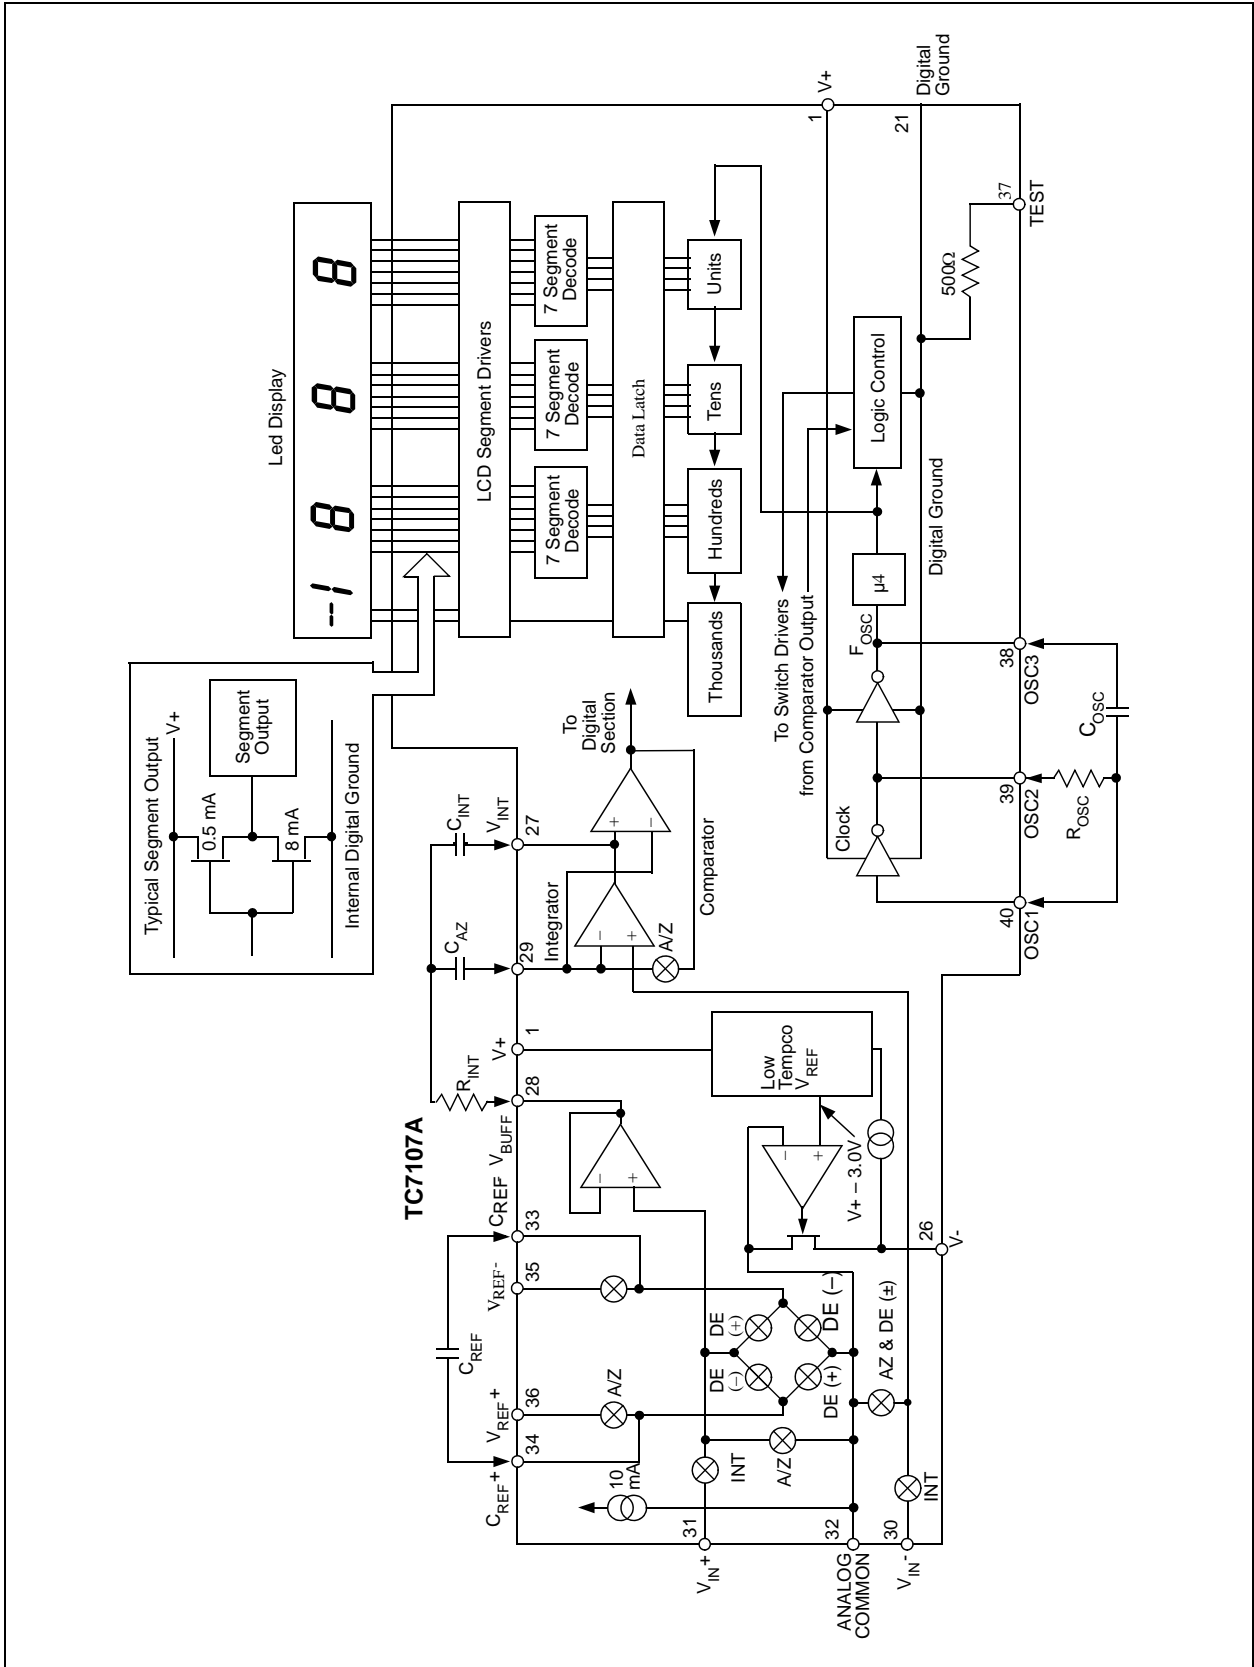 TC7107A
Typical Segment Output
V+
0.5 mA
8 mA
Segment
Output
Internal Digital Ground
Led Display
LCD Segment Drivers
7 Segment
Decode
7 Segment
Decode
7 Segment
Decode
Data Latch
Thousands
Hundreds
Tens
Units
CREF
CREF+
34
VREF+
36
VREF-
35
CREF-
33
VBUFF
28
RINT
V+
1
CAZ
29
CINT
VINT
27
Integrator
To
Digital
Section
Comparator
A/Z
A/Z
10
mA
31
VIN+
INT
A/Z
DE
(–)
DE
(+)
DE (+)
DE (–)
32
ANALOG
COMMON
AZ & DE (±)
30
VIN-
INT
Low
Tempco
VREF
V+ – 3.0V
26
V-
To Switch Drivers
from Comparator Output
Clock
FOSC
µ4
Logic Control
Digital Ground
1
V+
21
Digital
Ground
500Ω
37
TEST
40
OSC1
39
OSC2
38
OSC3
ROSC
COSC